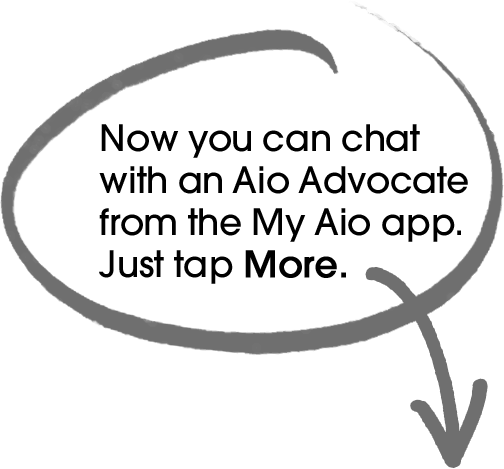 Now you can chat
with an Aio Advocate
from the My Aio app.
Just tap More.